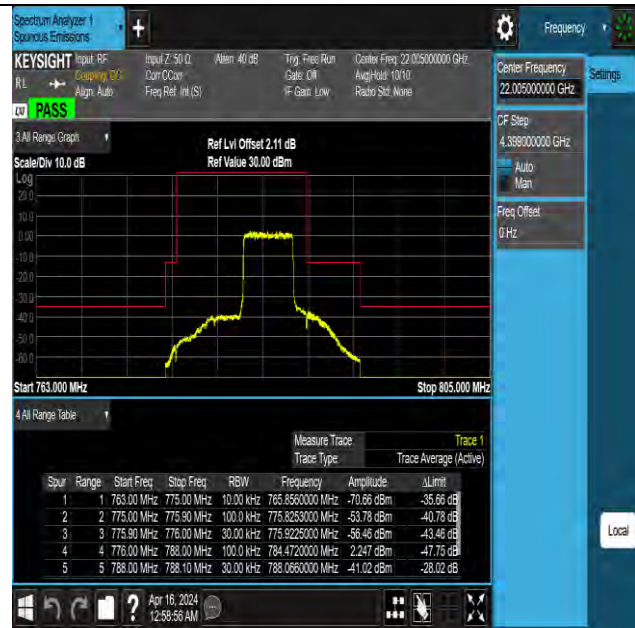 Spectrum Analyzer 1
Spurious Emissions
+
Frequency
KEYSIGHT Input: RF Input Z: 50 Ω Atten: 40 dB Trig: Free Run Center Freq: 22.005000000 GHz
RL Coupling: DC Corr CCorr Gate: Off Avg|Hold: 10/10
Align: Auto Freq Ref: Int (S) IF Gain: Low Radio Std: None
LXI PASS
3 All Range Graph
Ref Lvl Offset 2.11 dB
Scale/Div 10.0 dB Ref Value 30.00 dBm
Log
20.0
10.0
0.00
-10.0
-20.0
-30.0
-40.0
-50.0
-60.0
Start 763.000 MHz Stop 805.000 MHz
4 All Range Table
Measure Trace Trace 1
Trace Type Trace Average (Active)
Spur Range Start Freq Stop Freq RBW Frequency Amplitude ΔLimit
1 1 763.00 MHz 775.00 MHz 10.00 kHz 765.8560000 MHz -70.66 dBm -35.66 dB
2 2 775.00 MHz 775.90 MHz 100.0 kHz 775.8253000 MHz -53.78 dBm -40.78 dB
3 3 775.90 MHz 776.00 MHz 30.00 kHz 775.9225000 MHz -56.46 dBm -43.46 dB
4 4 776.00 MHz 788.00 MHz 100.0 kHz 784.4720000 MHz 2.247 dBm -47.75 dB
5 5 788.00 MHz 788.10 MHz 30.00 kHz 788.0660000 MHz -41.02 dBm -28.02 dB
Center Frequency
22.005000000 GHz
Settings
CF Step
4.399000000 GHz
Auto
Man
Freq Offset
0 Hz
Local
?
Apr 16, 2024
12:58:56 AM